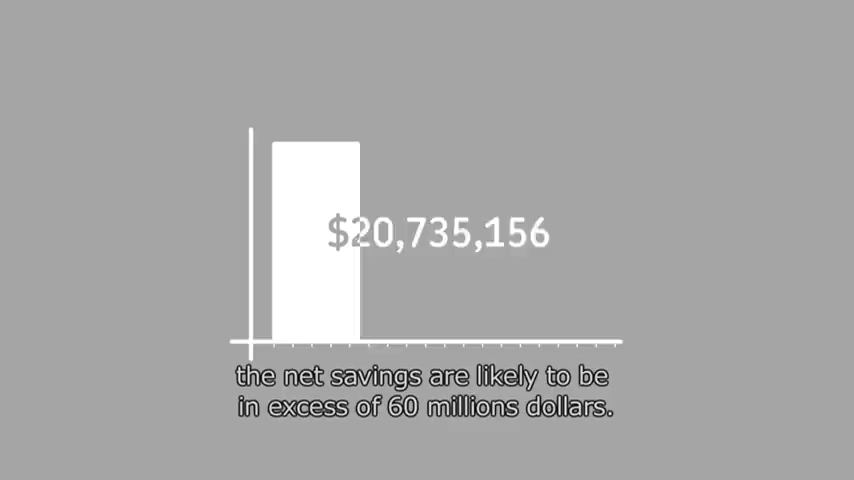 $20,735,156
the net savings are likely to be
in excess of 60 millions dollars.